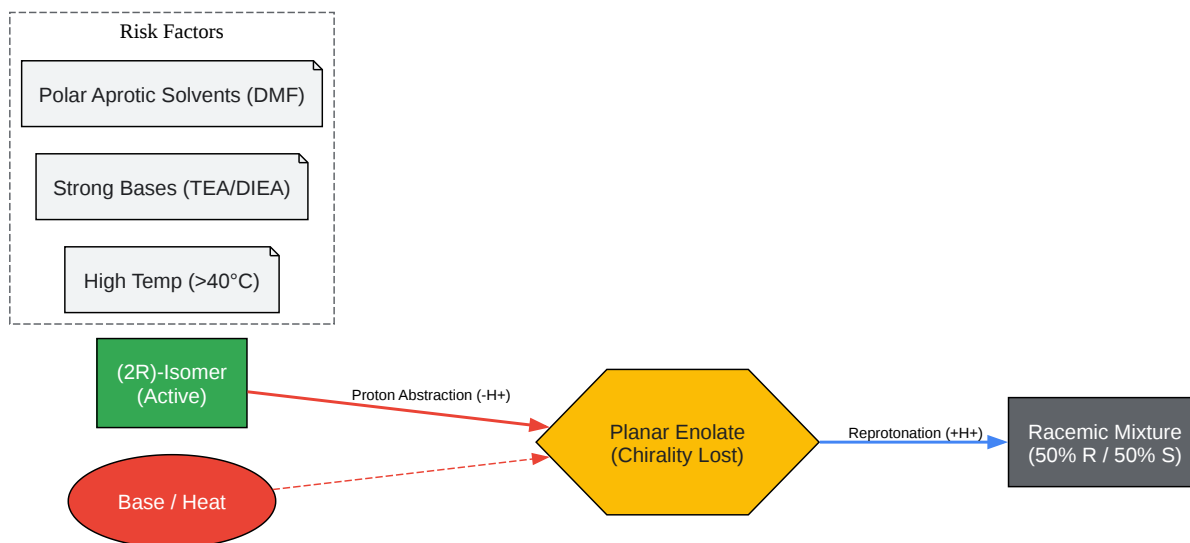 Risk Factors
Polar Aprotic Solvents (DMF)
Strong Bases (TEA/DIEA)
High Temp (>40°C)
(2R)-Isomer
(Active)
Proton Abstraction (-H+)
Base / Heat
Planar Enolate
(Chirality Lost)
Reprotonation (+H+)
Racemic Mixture
(50% R / 50% S)